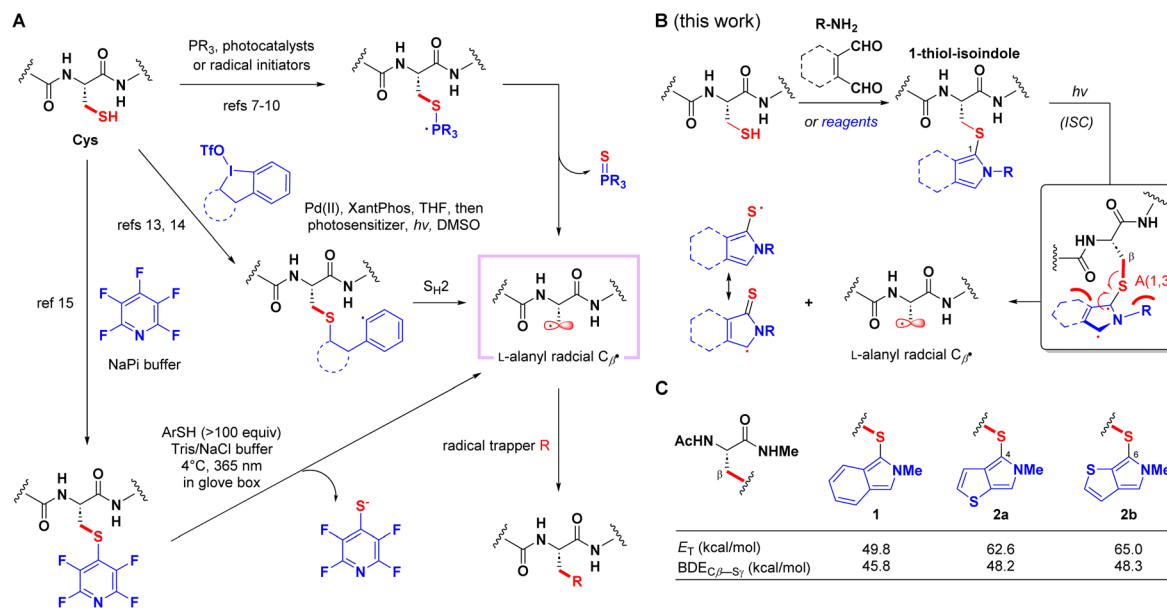 A
PR3, photocatalysts
or radical initiators
refs 7-10
H
N
O
N
H
O
SH
Cys
H
N
O
N
H
O
S
PR3
S
PR3
TfO
I
refs 13, 14
Pd(II), XantPhos, THF, then
photosensitizer, hv, DMSO
ref 15
F
F
F
F
F
N
NaPi buffer
H
N
O
N
H
O
S
SH2
H
N
O
N
H
O
L-alanyl radcial Cβ•
ArSH (>100 equiv)
Tris/NaCl buffer
4°C, 365 nm
in glove box
radical trapper R
H
N
O
N
H
O
S
F
F
F
F
N
S-
F
F
F
F
N
H
N
O
N
H
O
R
B (this work)
R-NH2
CHO
CHO
1-thiol-isoindole
H
N
O
N
H
O
SH
or reagents
H
N
O
N
H
O
S
1
N-R
hv
(ISC)
S•
NR
S
NR
+
H
N
O
N
H
O
L-alanyl radcial Cβ•
H
N
O
NH
O
β
S
A(1,3
N
R
C
AcHN
O
NHMe
β
S
NMe
1
S
4
NMe
S
2a
S
6
S
NMe
2b
ET (kcal/mol) 49.8 62.6 65.0
BDECβ—Sγ (kcal/mol) 45.8 48.2 48.3